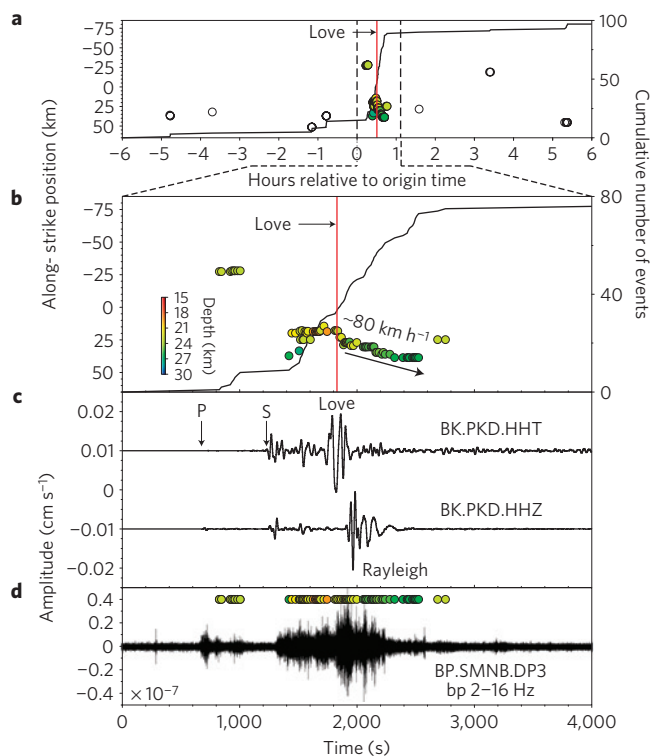 a
−75
−50
−25
0
25
50
100
50
0
Love
−6 −5 −4 −3 −2 −1 0 1 2 3 4 5 6
Hours relative to origin time
Along- strike position (km)
Cumulative number of events
b
−75
−50
−25
0
25
50
80
40
0
Love
15
18
21
24
27
30
Depth (km)
~80 km h−1
c
0.02
0.01
0
−0.01
−0.02
P
S
Love
BK.PKD.HHT
BK.PKD.HHZ
Rayleigh
Amplitude (cm s−1)
d
0.4
0.2
0
−0.2
−0.4
×10−7
BP.SMNB.DP3
bp 2–16 Hz
0 1,000 2,000 3,000 4,000
Time (s)